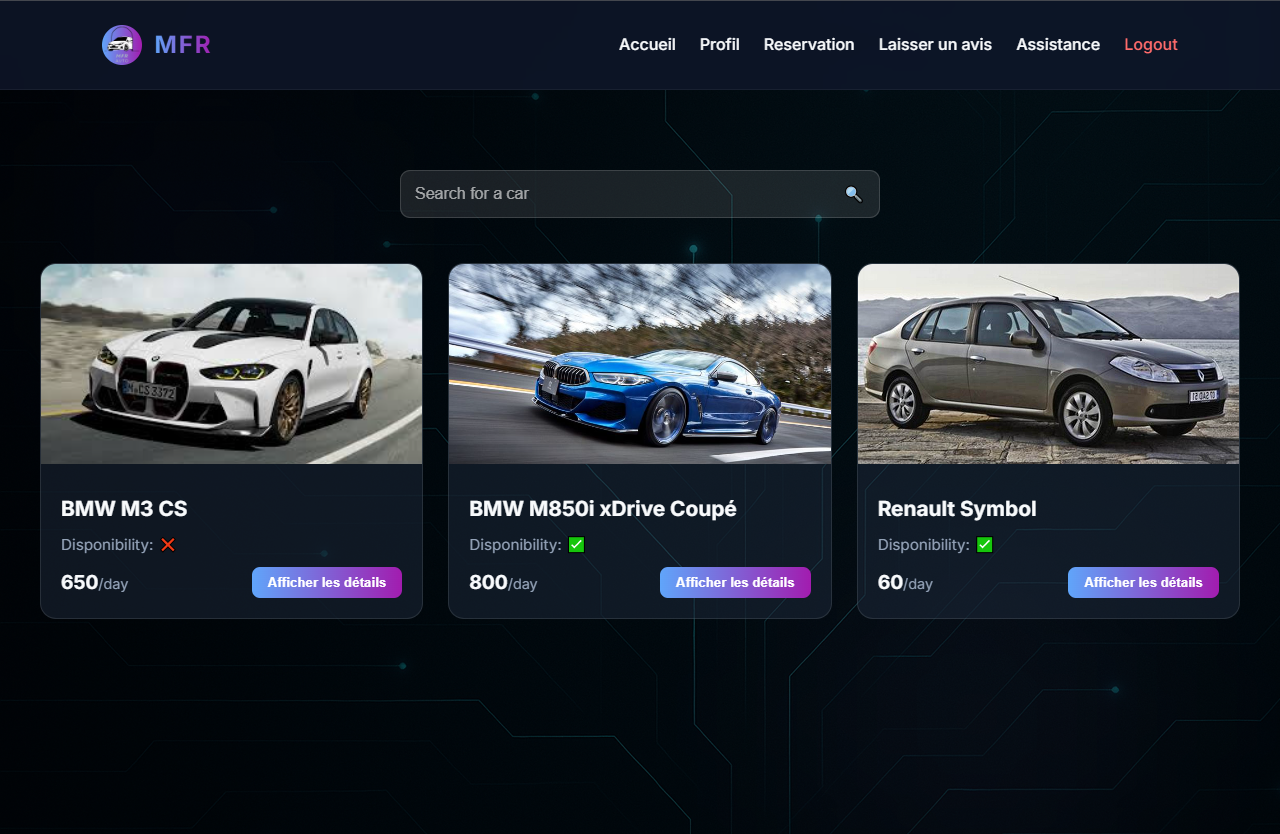 MFR
Accueil Profil Reservation Laisser un avis Assistance Logout
Search for a car
M CS 3372
BMW M3 CS
Disponibility: ❌
650/day
Afficher les détails
BMW M850i xDrive Coupé
Disponibility: ✅
800/day
Afficher les détails
Renault Symbol
Disponibility: ✅
60/day
Afficher les détails